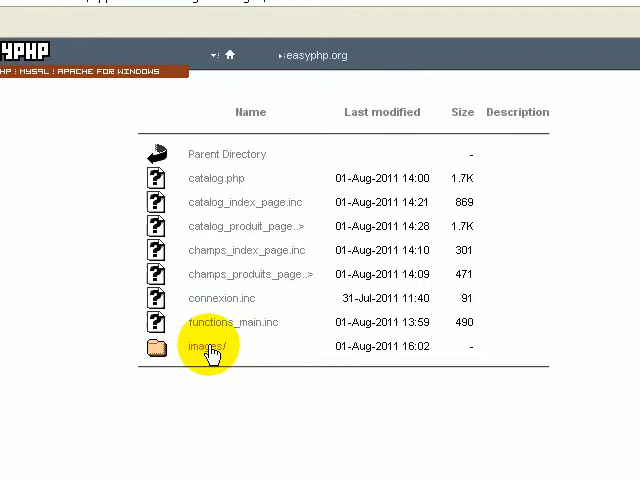 YPHP
HP : MYSQL : APACHE FOR WINDOWS
easyphp.org
Name Last modified Size Description
Parent Directory -
catalog.php 01-Aug-2011 14:00 1.7K
catalog_index_page.inc 01-Aug-2011 14:21 869
catalog_produit_page..> 01-Aug-2011 14:28 1.7K
champs_index_page.inc 01-Aug-2011 14:10 301
champs_produits_page..> 01-Aug-2011 14:09 471
connexion.inc 31-Jul-2011 11:40 91
functions_main.inc 01-Aug-2011 13:59 490
images/ 01-Aug-2011 16:02 -